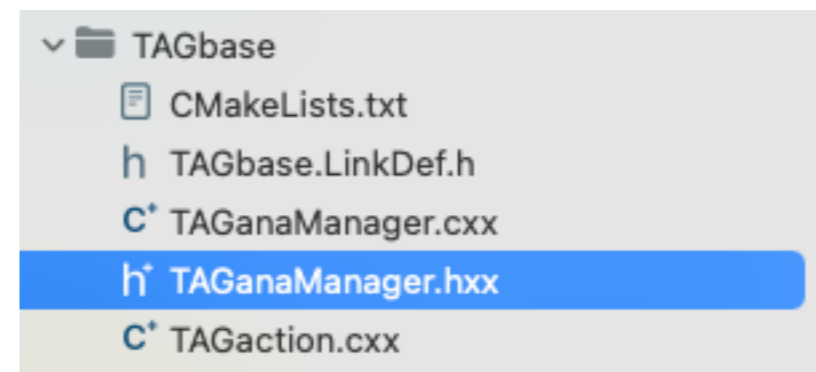 TAGbase
CMakeLists.txt
h TAGbase.LinkDef.h
C+ TAGanaManager.cxx
h+ TAGanaManager.hxx
C+ TAGaction.cxx